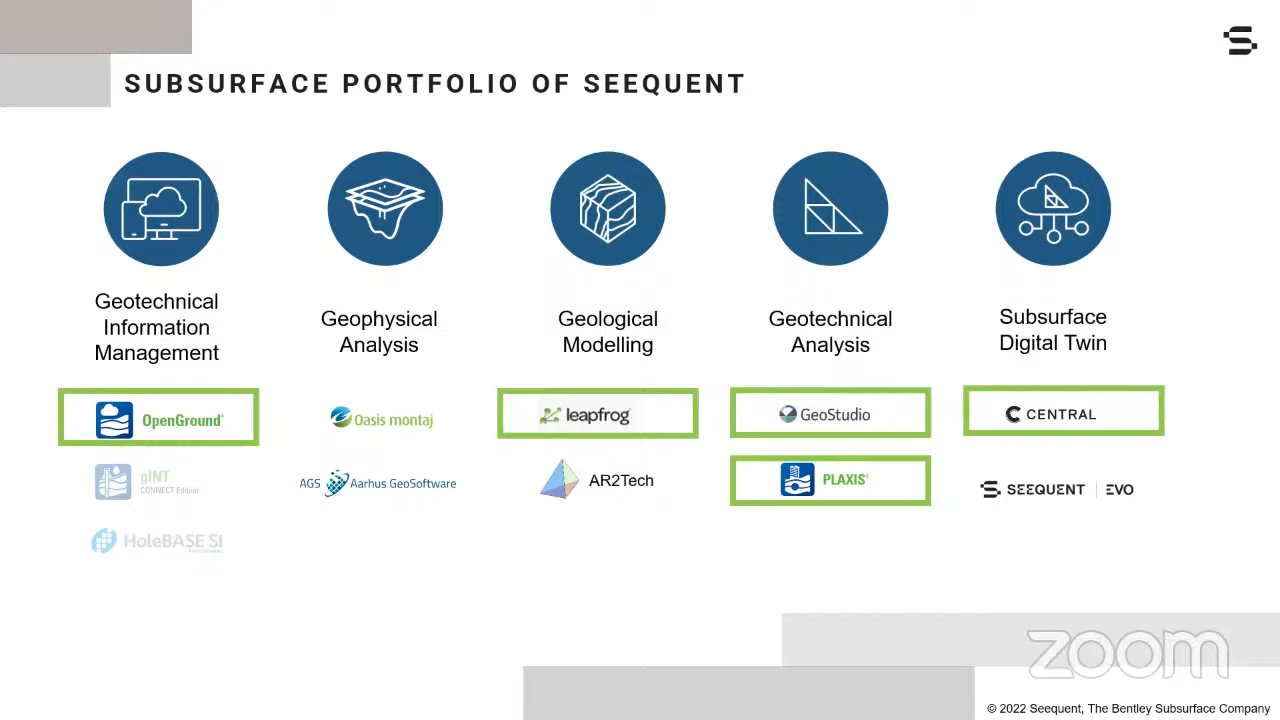 SUBSURFACE PORTFOLIO OF SEEQUENT
Geotechnical
Information
Management
Geophysical
Analysis
Geological
Modelling
Geotechnical
Analysis
Subsurface
Digital Twin
OpenGround®
Oasis montaj
leapfrog
GeoStudio
CENTRAL
gINT
CONNECT Edition
AGS Aarhus GeoSoftware
AR2Tech
PLAXIS®
SEEQUENT | EVO
HoleBASE SI
zoom
© 2022 Seequent, The Bentley Subsurface Company